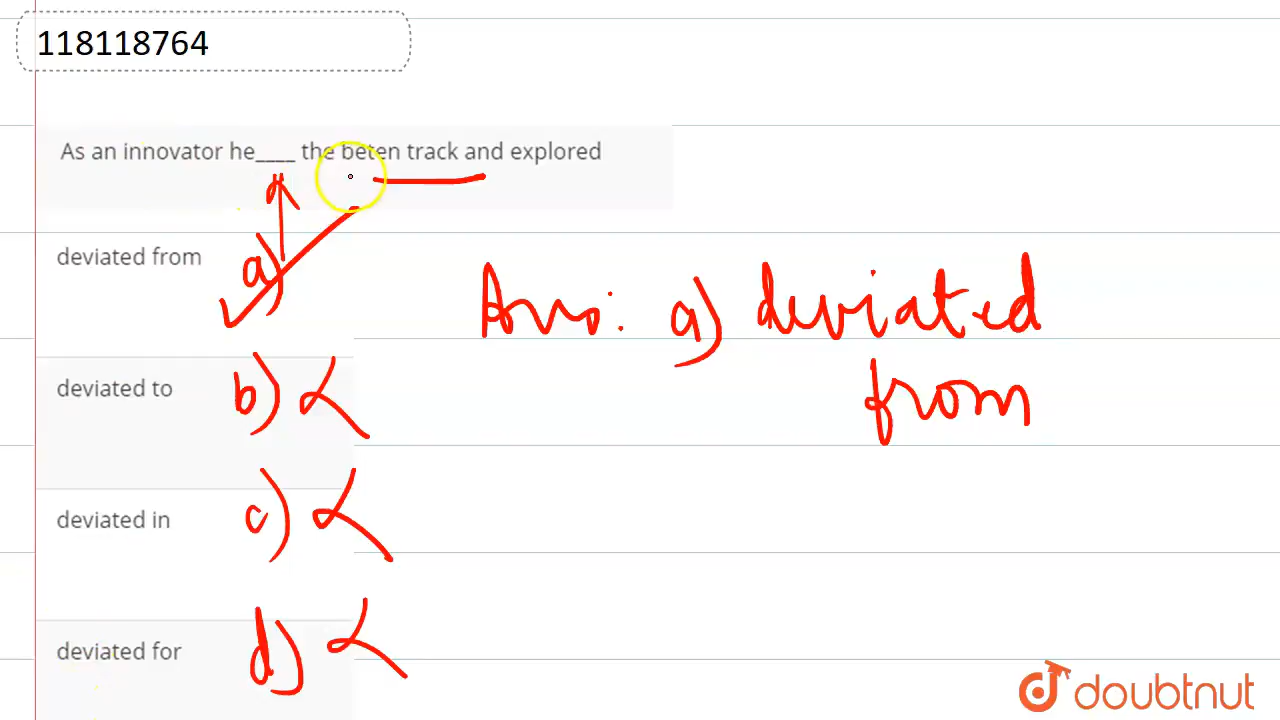 118118764
As an innovator he____ the beten track and explored
deviated from a)
Ans: a) deviated
from
deviated to b)
deviated in c)
deviated for d)
doubtnut